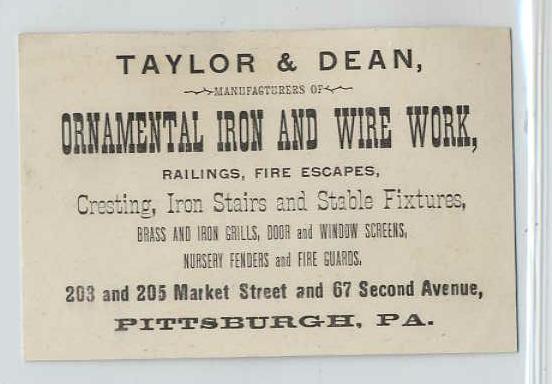 TAYLOR & DEAN,
MANUFACTURERS OF
ORNAMENTAL IRON AND WIRE WORK,
RAILINGS, FIRE ESCAPES,
Cresting, Iron Stairs and Stable Fixtures,
BRASS AND IRON GRILLS, DOOR and WINDOW SCREENS,
NURSERY FENDERS and FIRE GUARDS.
203 and 205 Market Street and 67 Second Avenue,
PITTSBURGH, PA.